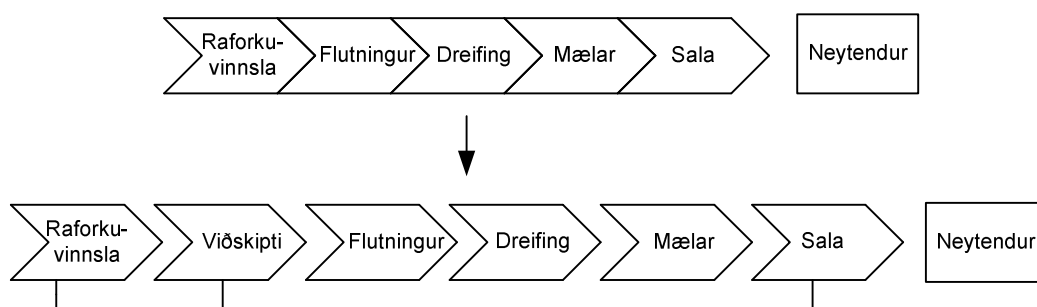 Raforku-
vinnsla
Flutningur
Dreifing
Mælar
Sala
Neytendur
Raforku-
vinnsla
Viðskipti
Flutningur
Dreifing
Mælar
Sala
Neytendur